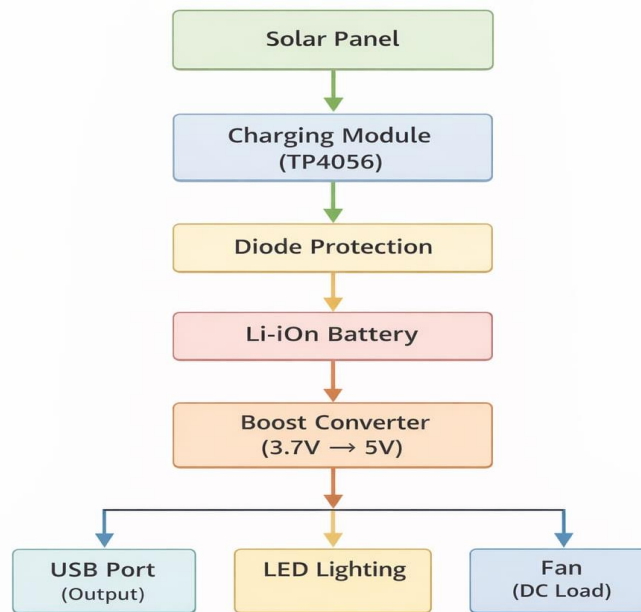 Solar Panel
Charging Module
(TP4056)
Diode Protection
Li-iOn Battery
Boost Converter
(3.7V → 5V)
USB Port
(Output)
LED Lighting
Fan
(DC Load)